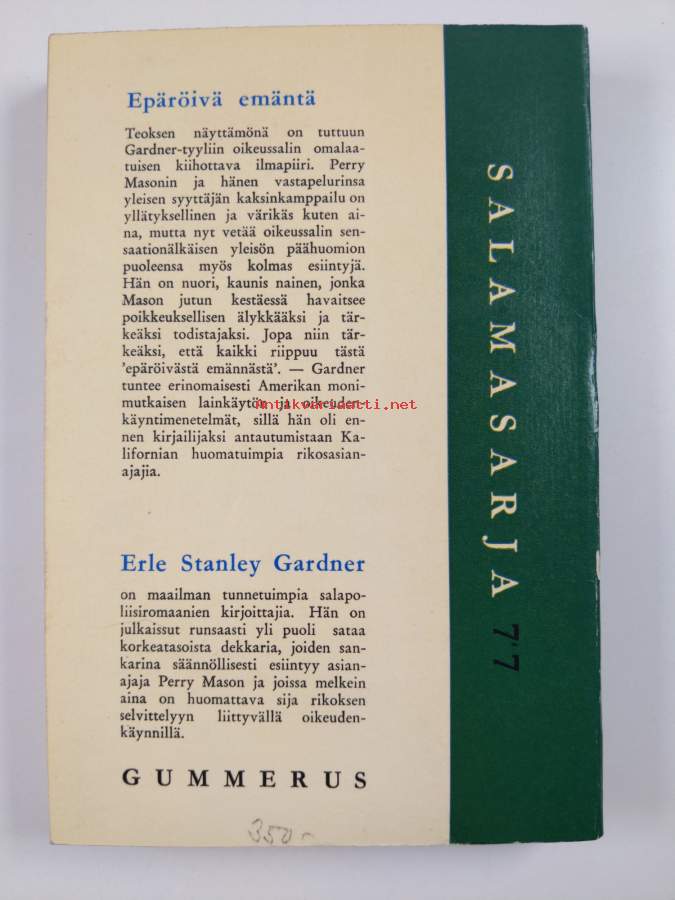 Epäröivä emäntä
Teoksen näyttämönä on tuttuun
Gardner-tyyliin oikeussalin omalaa-
tuisen kiihottava ilmapiiri. Perry
Masonin ja hänen vastapelurinsa
yleisen syyttäjän kaksinkamppailu on
yllätyksellinen ja värikäs kuten ai-
na, mutta nyt vetää oikeussalin sen-
saationälkäisen yleisön päähuomion
puoleensa myös kolmas esiintyjä.
Hän on nuori, kaunis nainen, jonka
Mason jutun kestäessä havaitsee
poikkeuksellisen älykkääksi ja tär-
keäksi todistajaksi. Jopa niin tär-
keäksi, että kaikki riippuu tästä
’epäröivästä emännästä’. — Gardner
tuntee erinomaisesti Amerikan moni-
mutkaisen lainkäytön ja oikeuden-
käyntimenetelmät, sillä hän oli en-
nen kirjailijaksi antautumistaan Ka-
lifornian huomatuimpia rikosasian-
ajajia.
Antikvariaatti.net
Erle Stanley Gardner
on maailman tunnetuimpia salapo-
liisiromaanien kirjoittajia. Hän on
julkaissut runsaasti yli puoli sataa
korkeatasoista dekkaria, joiden san-
karina säännöllisesti esiintyy asian-
ajaja Perry Mason ja joissa melkein
aina on huomattava sija rikoksen
selvittelyyn liittyvällä oikeuden-
käynnillä.
GUMMERUS
350-
SALAMASARJA 77